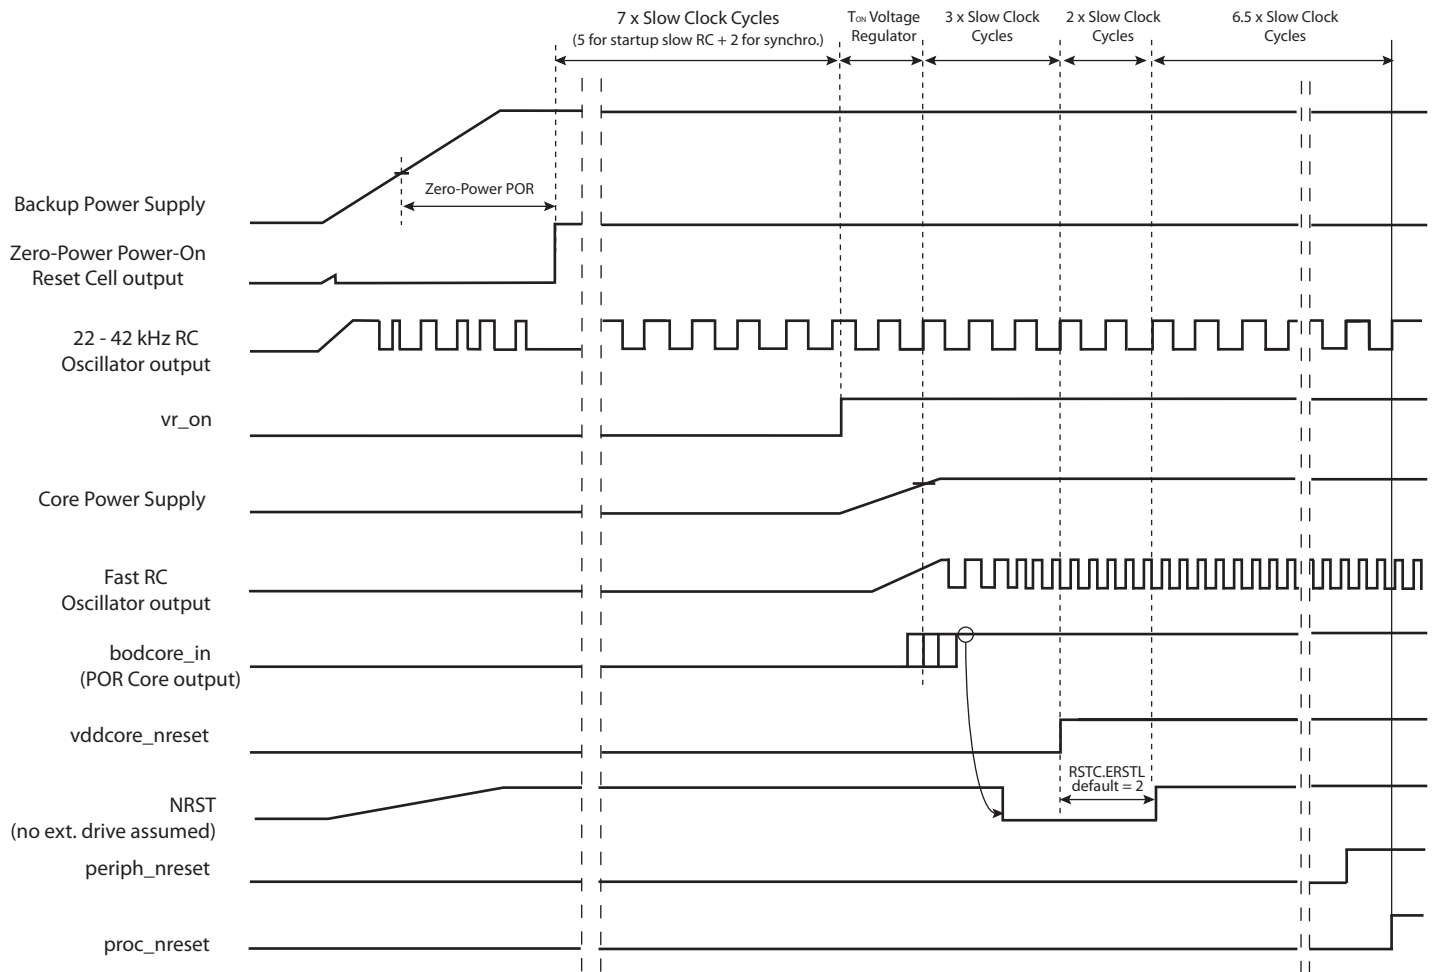 7 x Slow Clock Cycles
(5 for startup slow RC + 2 for synchro.)
TON Voltage
Regulator
3 x Slow Clock
Cycles
2 x Slow Clock
Cycles
6.5 x Slow Clock
Cycles
Zero-Power POR
Backup Power Supply
Zero-Power Power-On
Reset Cell output
22 - 42 kHz RC
Oscillator output
vr_on
Core Power Supply
Fast RC
Oscillator output
bodcore_in
(POR Core output)
vddcore_nreset
RSTC.ERSTL
default = 2
NRST
(no ext. drive assumed)
periph_nreset
proc_nreset